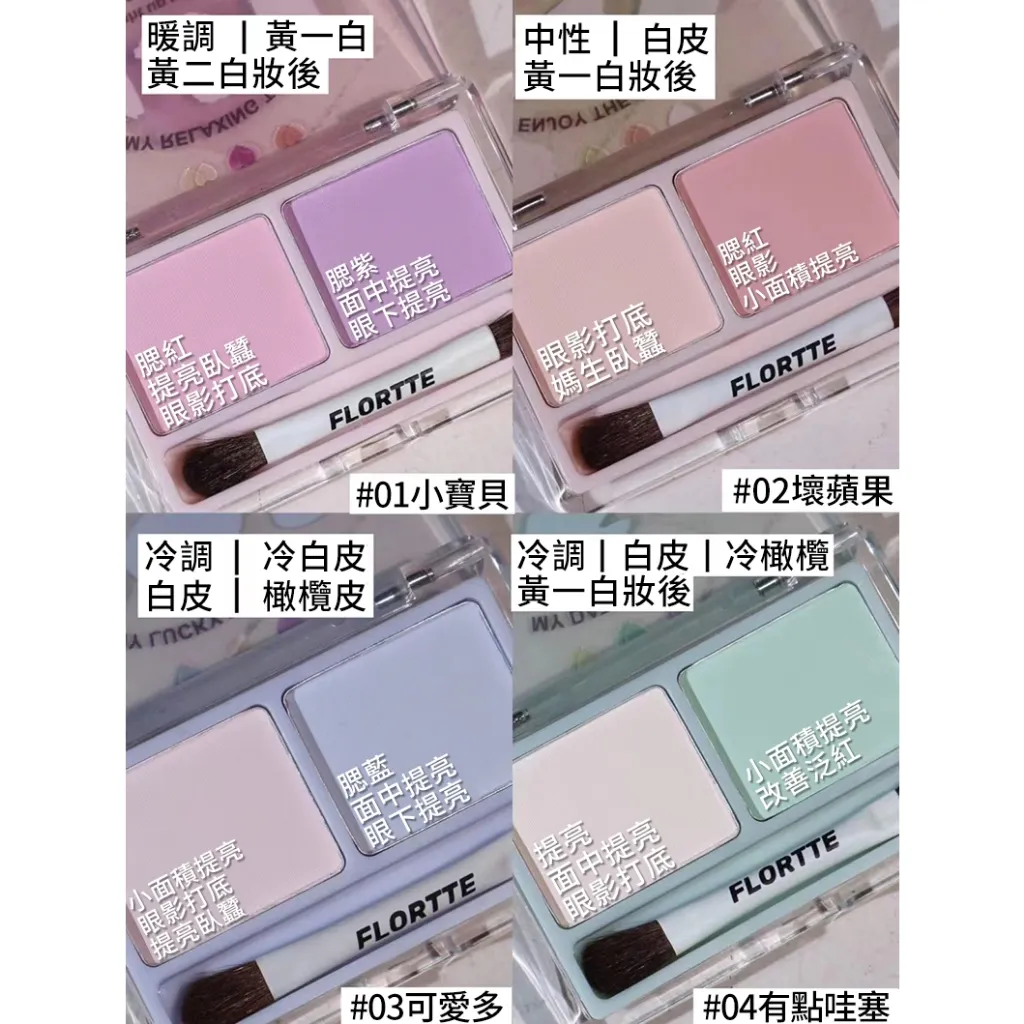 暖調 | 黃一白
黃二白妝後
MY RELAXING T
腮紫
面中提亮
眼下提亮
腮紅
提亮臥蠶
眼影打底
FLORTTE
#01小寶貝
中性 | 白皮
黃一白妝後
ENJOY THE
腮紅
眼影
小面積提亮
眼影打底
媽生臥蠶
FLORTTE
#02壞蘋果
冷調 | 冷白皮
白皮 | 橄欖皮
Y LUCKY
腮藍
面中提亮
眼下提亮
小面積提亮
眼影打底
提亮臥蠶
FLORTTE
#03可愛多
冷調 | 白皮 | 冷橄欖
黃一白妝後
小面積提亮
改善泛紅
提亮
面中提亮
眼影打底
FLORTTE
#04有點哇塞